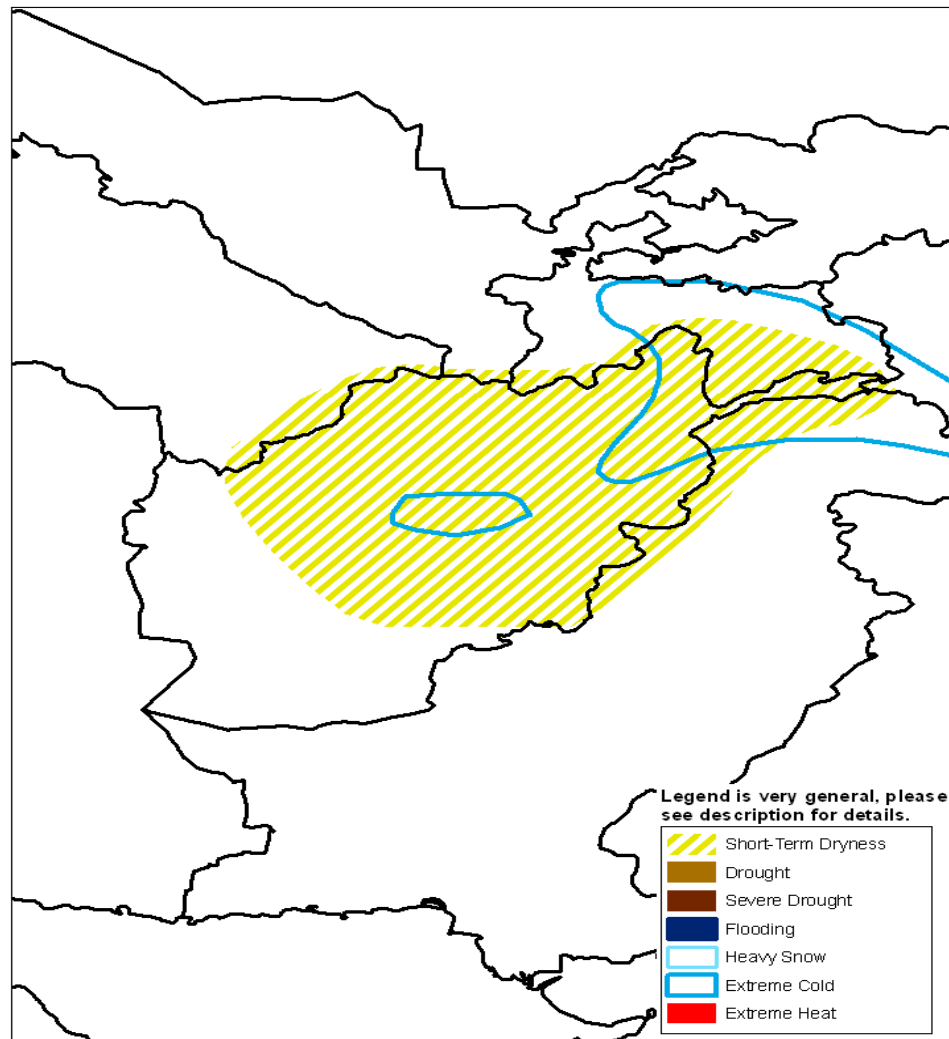 Legend is very general, please
see description for details.
Short-Term Dryness
Drought
Severe Drought
Flooding
Heavy Snow
Extreme Cold
Extreme Heat